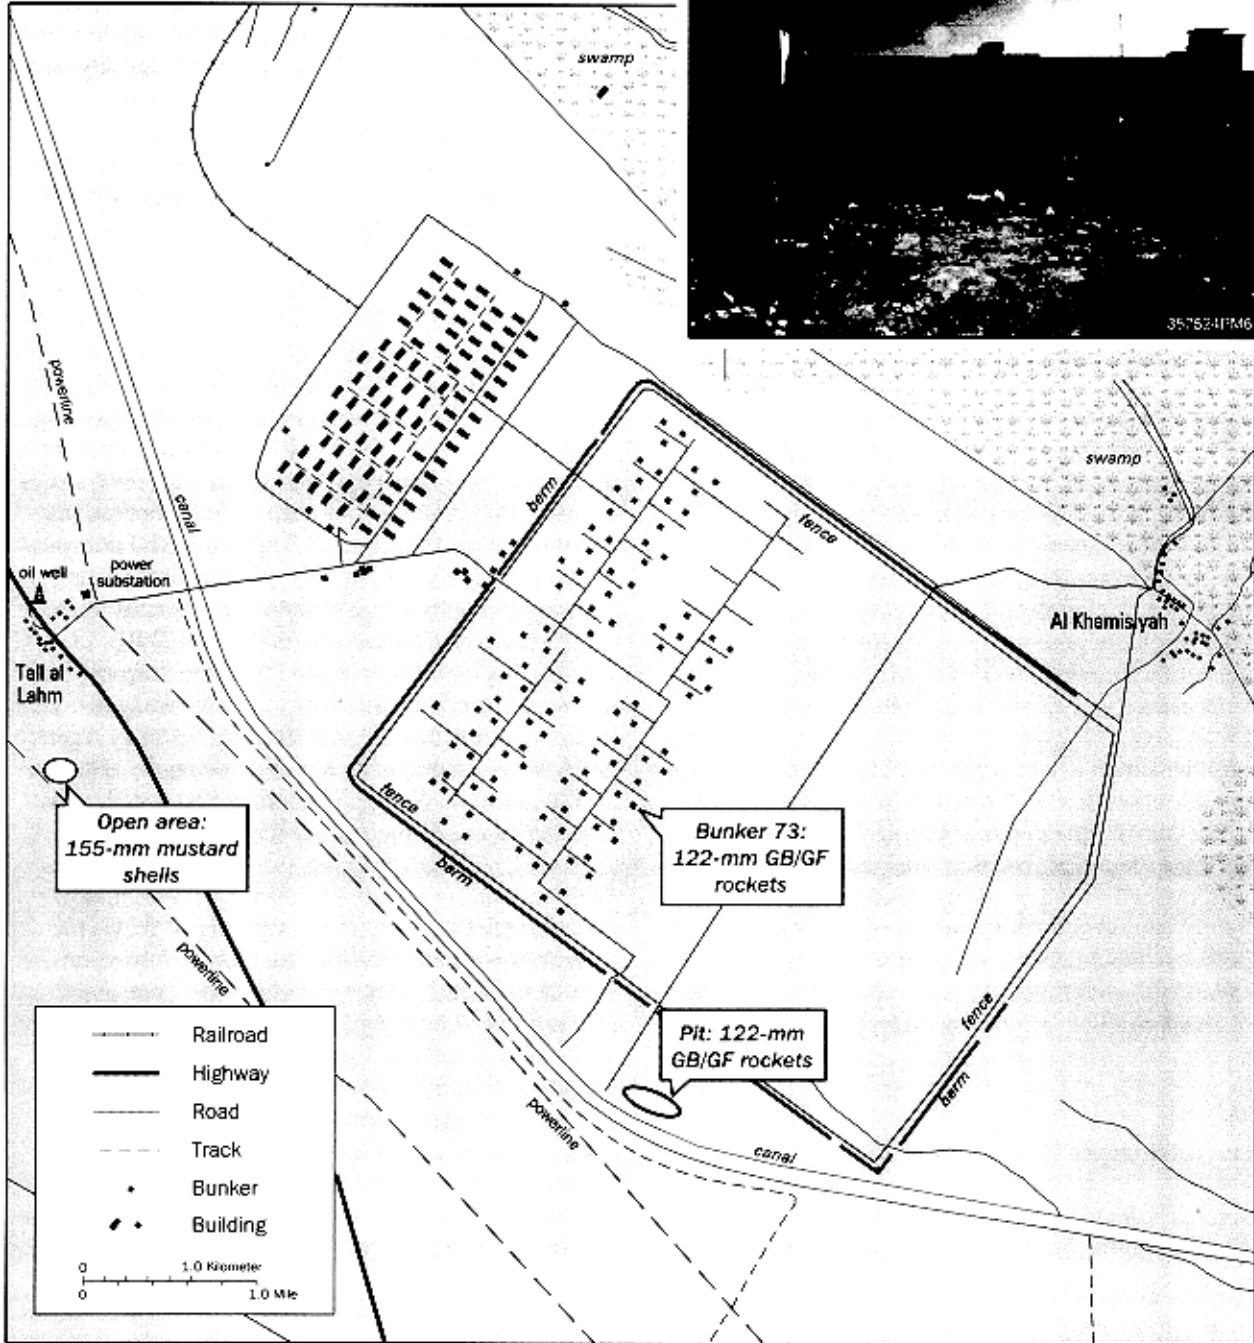 swamp
357524PM6
powerline
canal
berm
fence
swamp
oil well
power
substation
Al Khamisiyah
Tall al
Lahm
Open area:
155-mm mustard
shells
fence
berm
Bunker 73:
122-mm GB/GF
rockets
powerline
fence
Pit: 122-mm
GB/GF rockets
berm
powerline
canal
Railroad
Highway
Road
Track
Bunker
Building
0 1.0 Kilometer
0 1.0 Mile